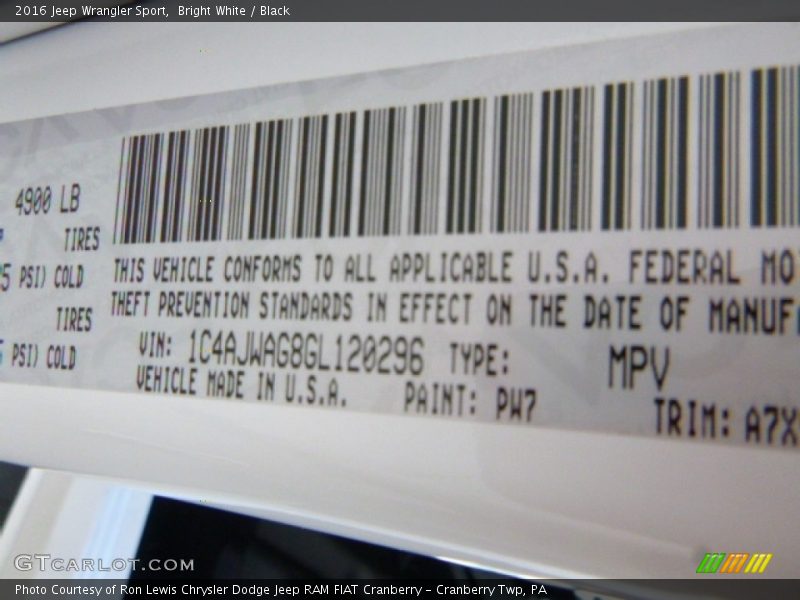 2016 Jeep Wrangler Sport,  Bright White / Black
4900 LB
TIRES
5 PSI) COLD
TIRES
PSI) COLD
THIS VEHICLE CONFORMS TO ALL APPLICABLE U.S.A. FEDERAL MO
THEFT PREVENTION STANDARDS IN EFFECT ON THE DATE OF MANUF
VIN: 1C4AJWAG8GL120296 TYPE: MPV
VEHICLE MADE IN U.S.A. PAINT: PW7
TRIM: A7X
GTCARLOT.COM
Photo Courtesy of Ron Lewis Chrysler Dodge Jeep RAM FIAT Cranberry – Cranberry Twp, PA